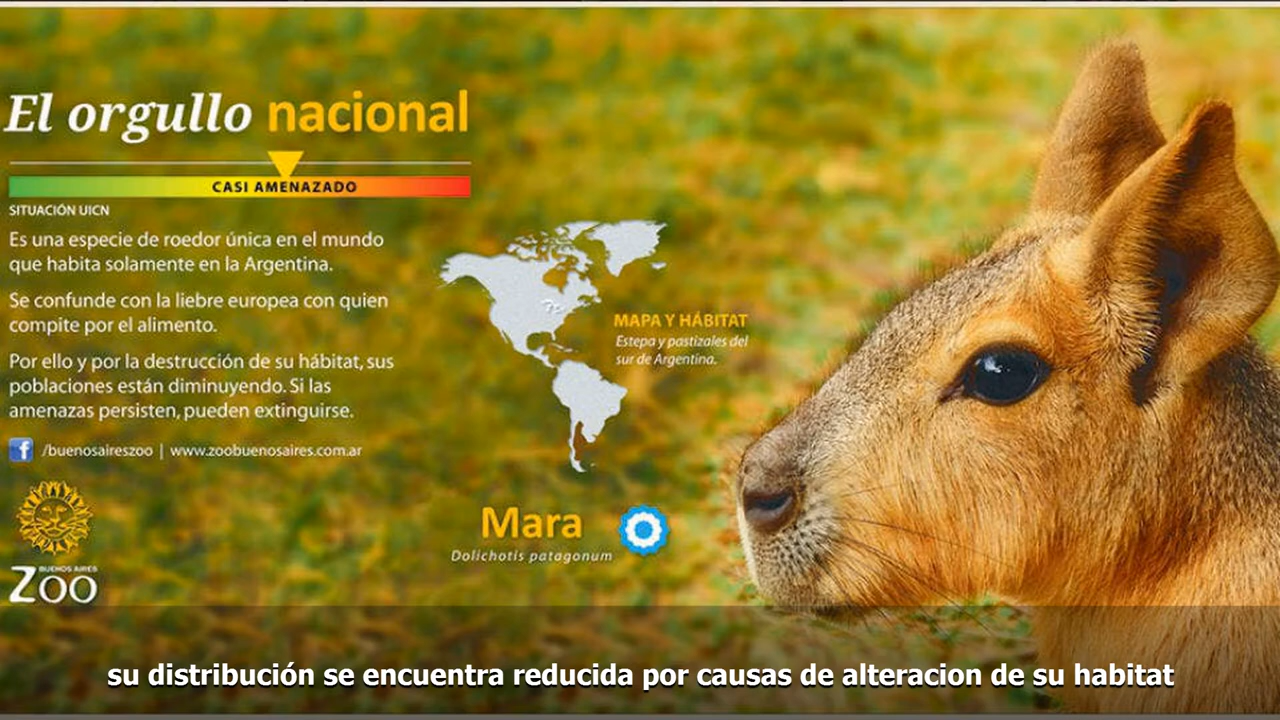 El orgullo nacional
CASI AMENAZADO
SITUACIÓN UICN
Es una especie de roedor única en el mundo
que habita solamente en la Argentina.
Se confunde con la liebre europea con quien
compite por el alimento.
Por ello y por la destrucción de su hábitat, sus
poblaciones están diminuyendo. Si las
amenazas persisten, pueden extinguirse.
f /buenosaireszoo | www.zoobuenosaires.com.ar
MAPA Y HÁBITAT
Estepa y pastizales del
sur de Argentina.
Mara
Dolichotis patagonum
BUENOS AIRES
ZOO
su distribución se encuentra reducida por causas de alteracion de su habitat